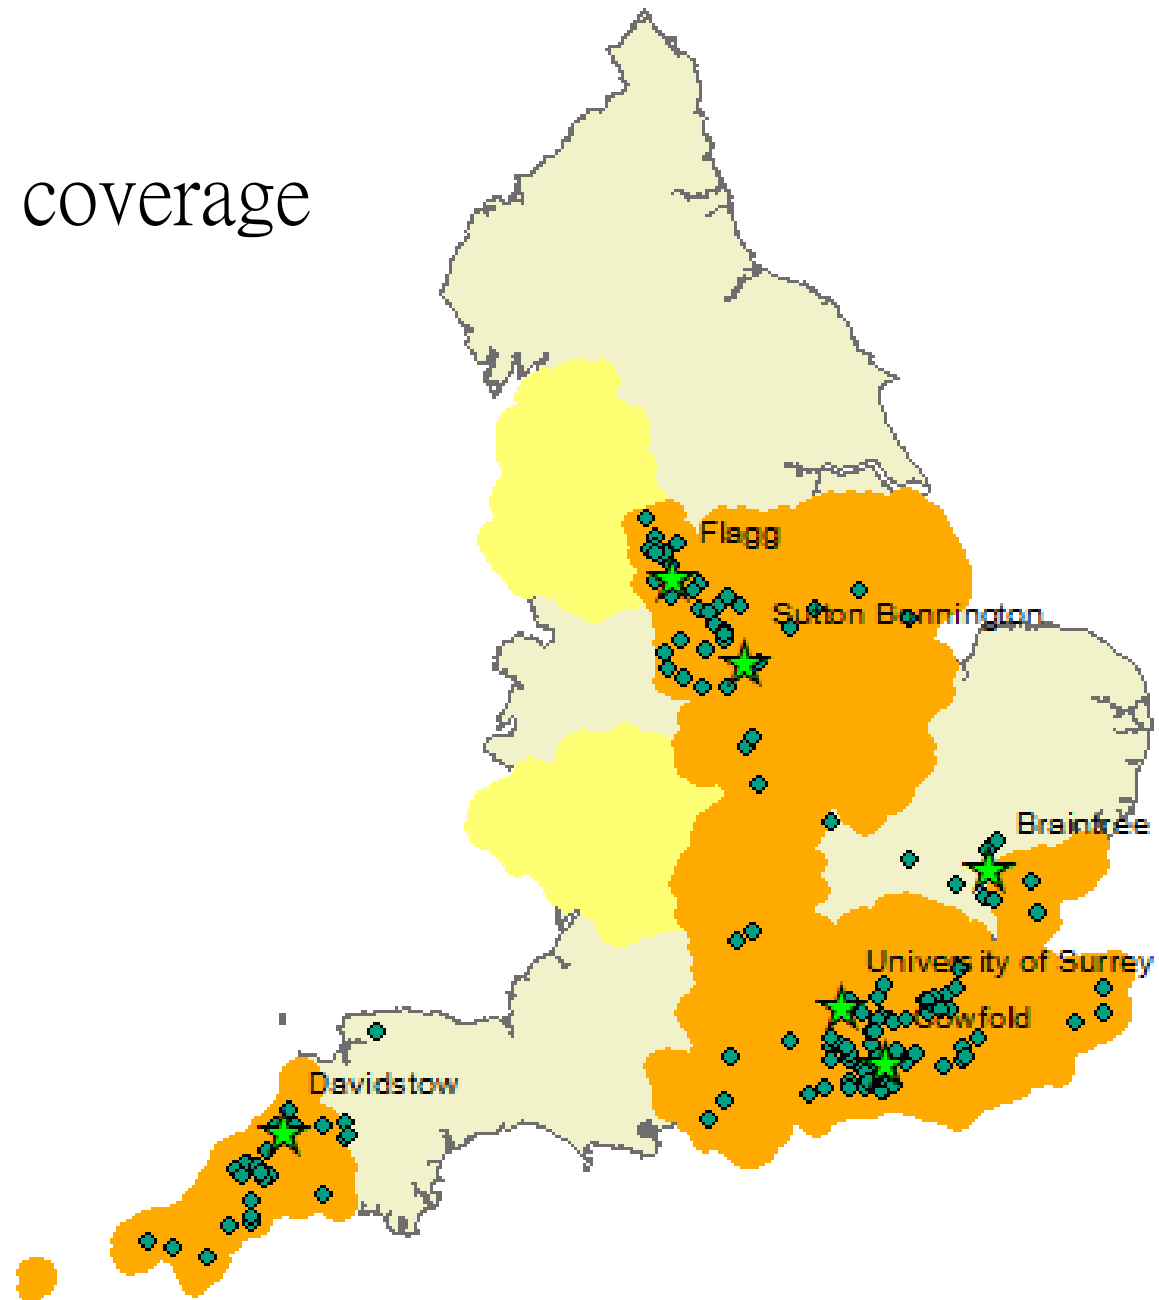 coverage
Flagg
Sutton Bonnington
Braintree
University of Surrey
Cowfold
Davidstow